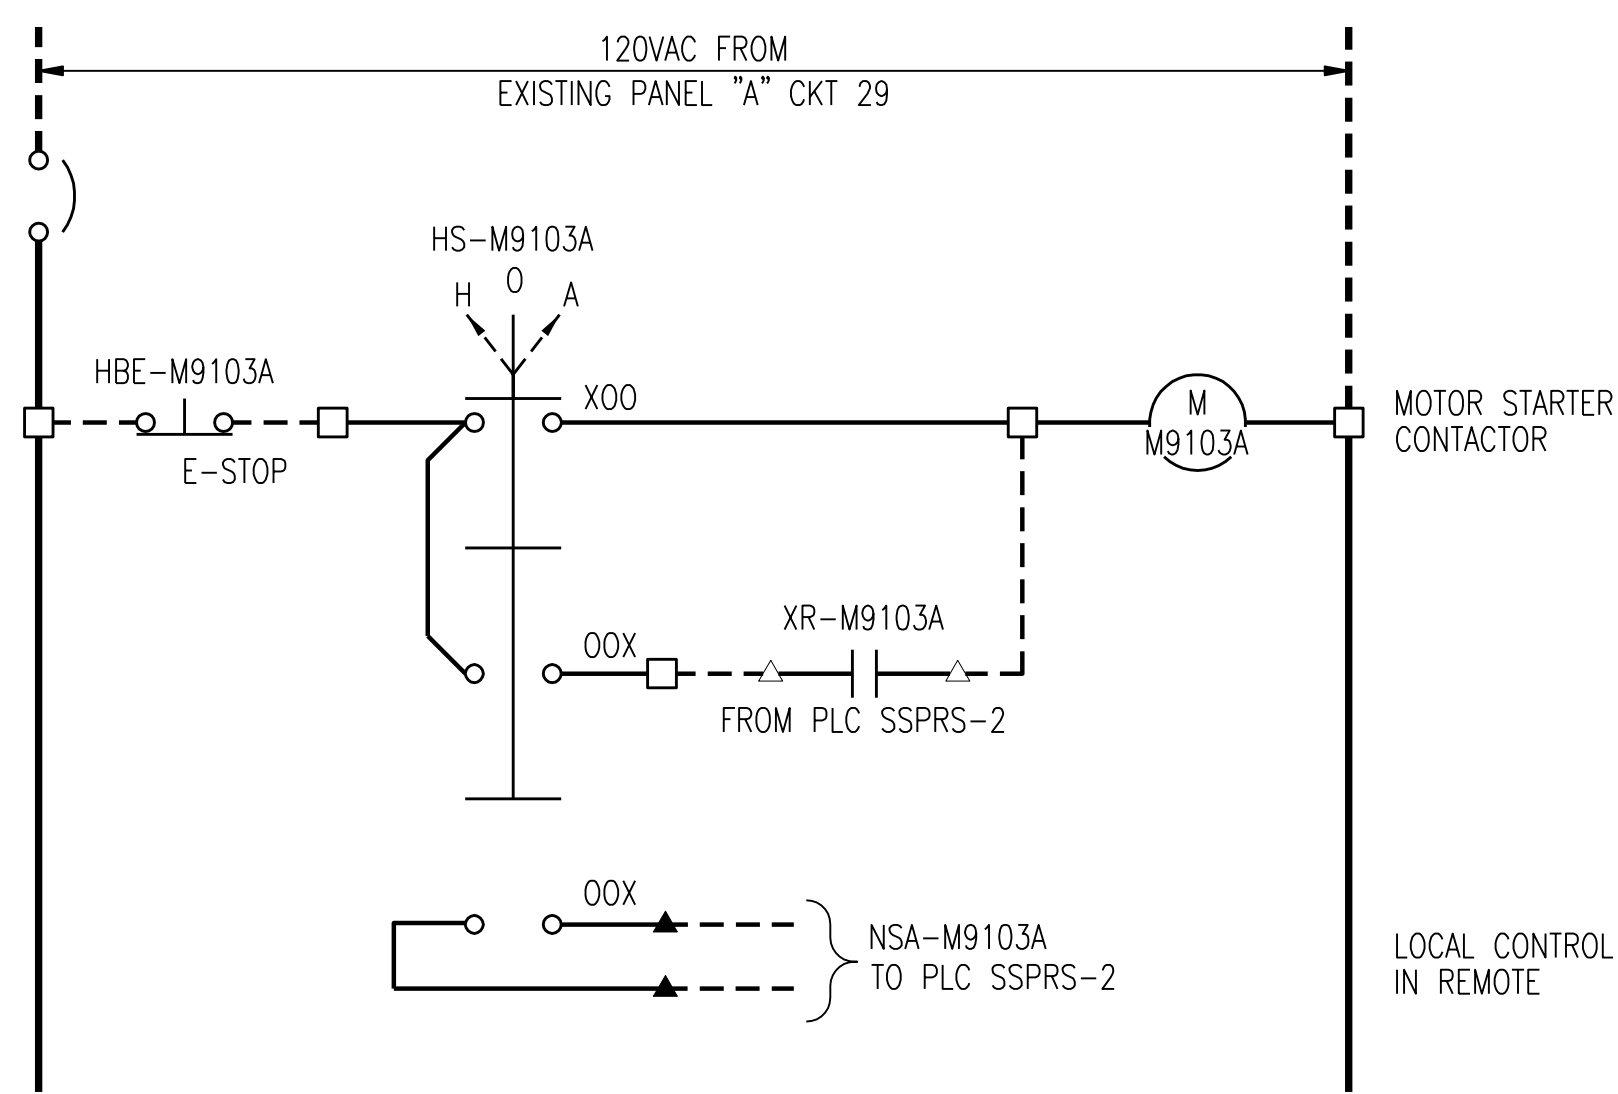 120VAC FROM
EXISTING PANEL "A" CKT 29
HS-M9103A
H O A
HBE-M9103A
E-STOP
XOO
M
M9103A
MOTOR STARTER
CONTACTOR
XR-M9103A
OOX
FROM PLC SSPRS-2
OOX
NSA-M9103A
TO PLC SSPRS-2
LOCAL CONTROL
IN REMOTE